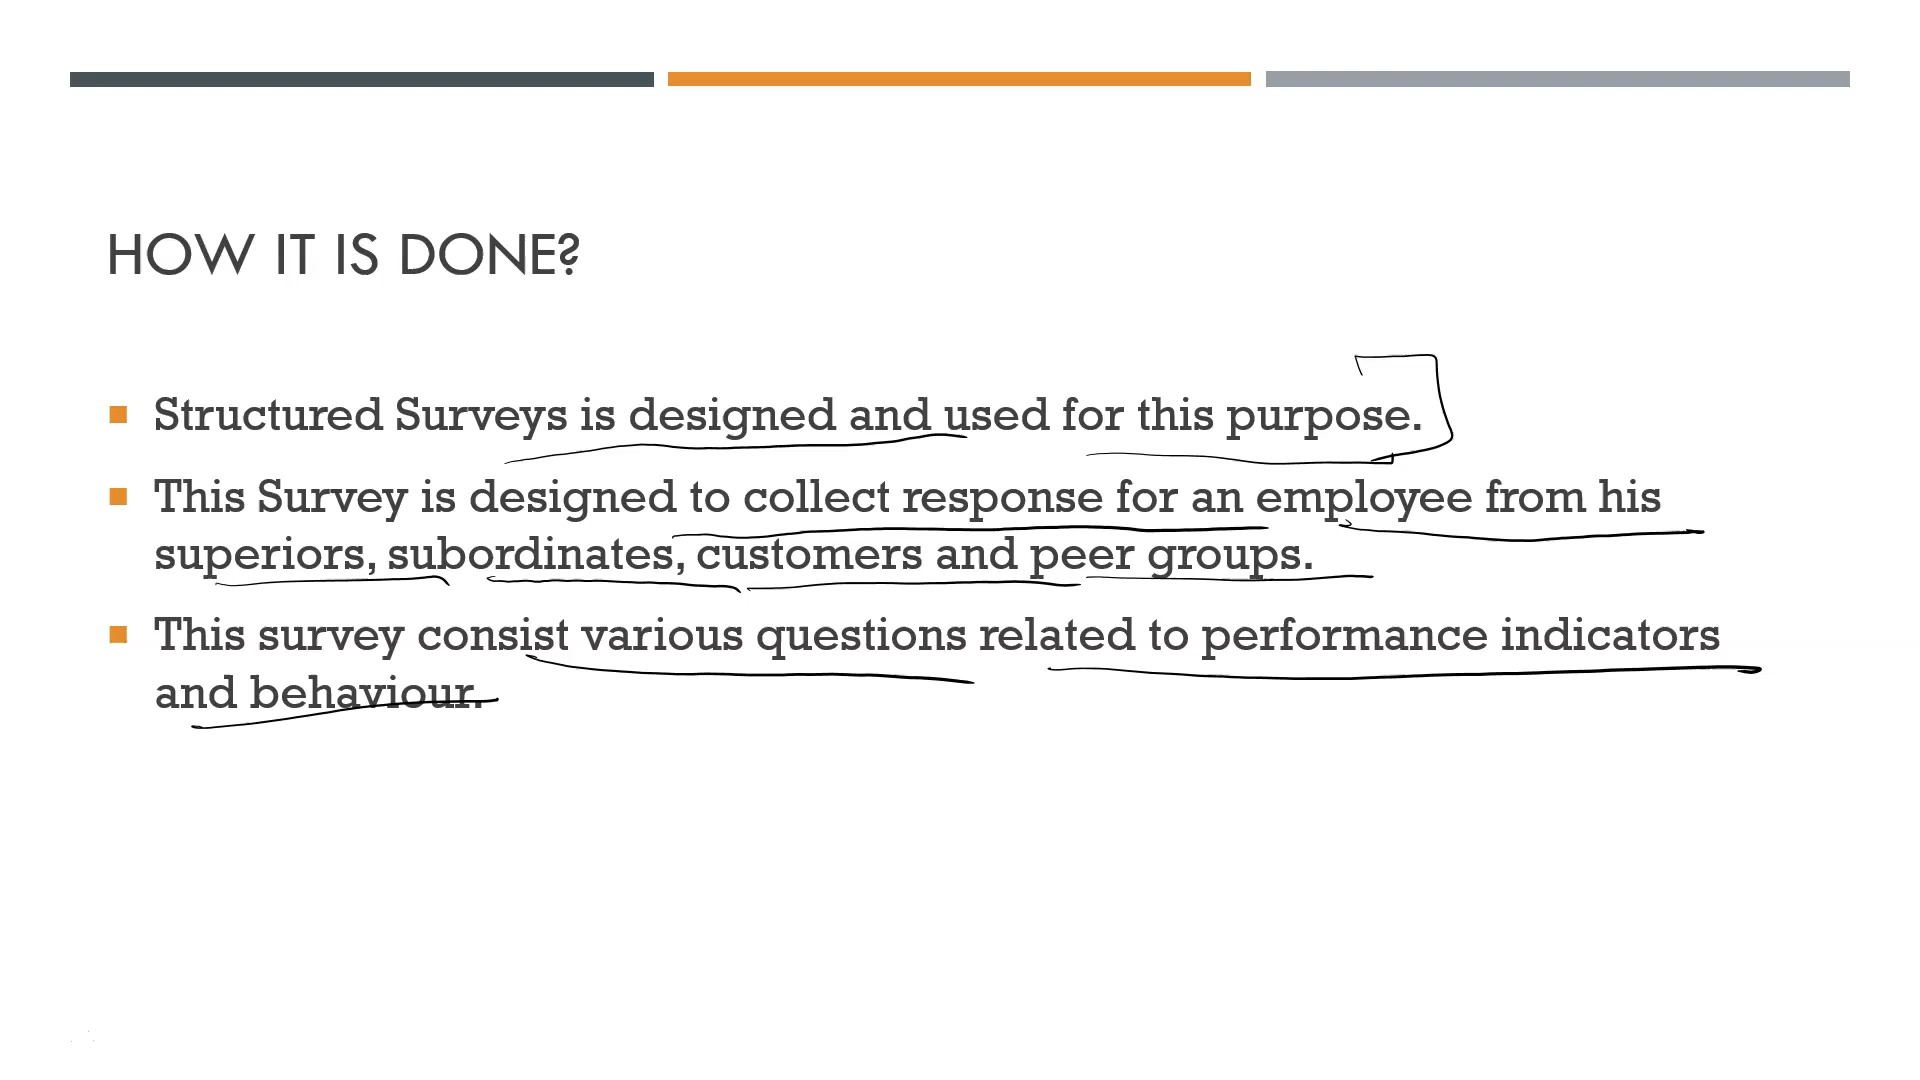 HOW IT IS DONE?
Structured Surveys is designed and used for this purpose.
This Survey is designed to collect response for an employee from his
superiors, subordinates, customers and peer groups.
This survey consist various questions related to performance indicators
and behaviour.